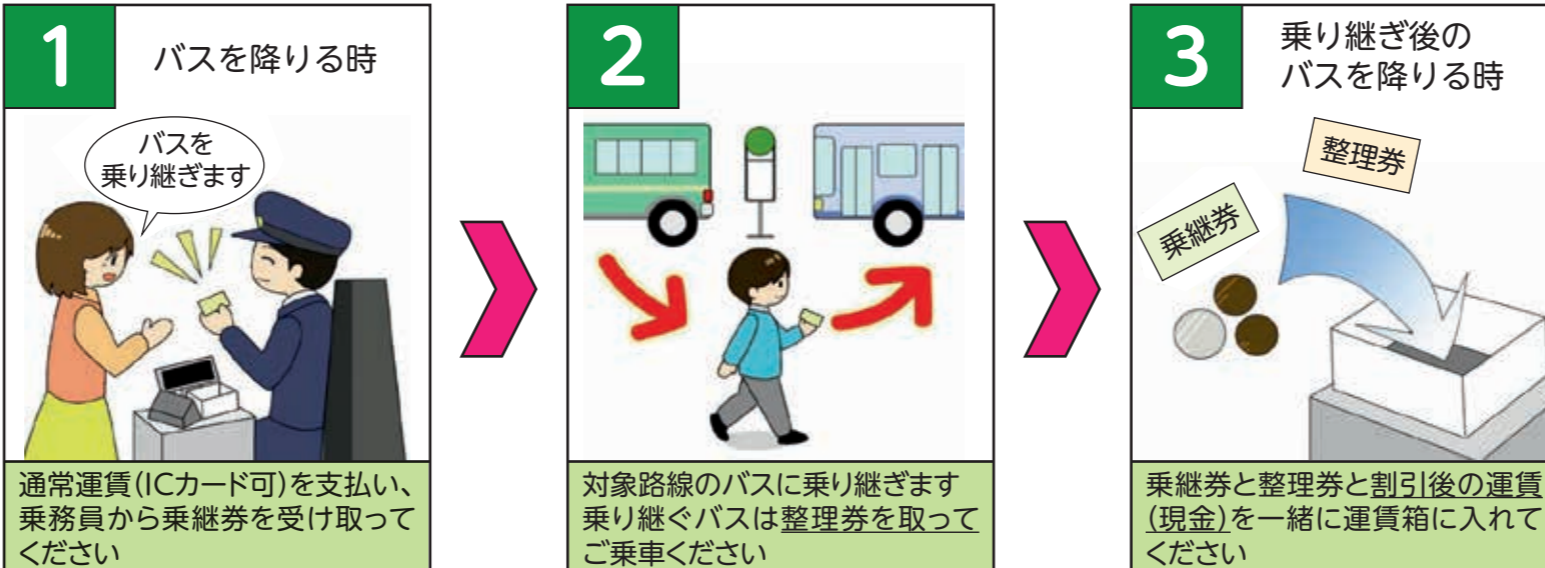 1
バスを降りる時
バスを
乗り継ぎます
通常運賃(ICカード可)を支払い、
乗務員から乗継券を受け取って
ください
2
対象路線のバスに乗り継ぎます
乗り継ぐバスは整理券を取って
ご乗車ください
3
乗り継ぎ後の
バスを降りる時
整理券
乗継券
乗継券と整理券と割引後の運賃
(現金)を一緒に運賃箱に入れて
ください